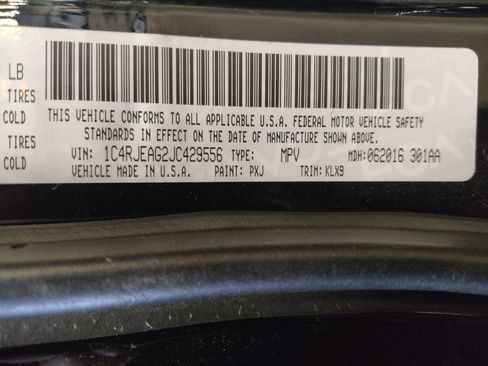 LB
TIRES
COLD
TIRES
COLD
THIS VEHICLE CONFORMS TO ALL APPLICABLE U.S.A. FEDERAL MOTOR VEHICLE SAFETY
STANDARDS IN EFFECT ON THE DATE OF MANUFACTURE SHOWN ABOVE.
VIN: 1C4RJEAG2JC429556 TYPE: MPV MDH:062016 301AA
VEHICLE MADE IN U.S.A. PAINT: PXJ TRIM: KLX9